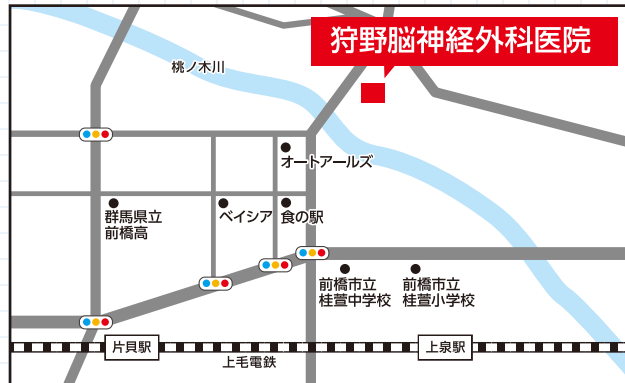 狩野脳神経外科医院
桃ノ木川
オートアールズ
群馬県立
前橋高
ベイシア
食の駅
前橋市立
桂萱中学校
前橋市立
桂萱小学校
片貝駅
上泉駅
上毛電鉄